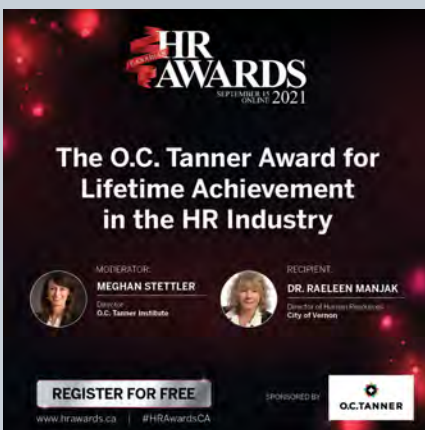 HR
CANADIAN
AWARDS
SEPTEMBER 15
ONLINE 2021
The O.C. Tanner Award for
Lifetime Achievement
in the HR Industry
MODERATOR:
MEGHAN STETTLER
Director
O.C. Tanner Institute
RECIPIENT:
DR. RAELEEN MANJAK
Director of Human Resources
City of Vernon
REGISTER FOR FREE
www.hrawards.ca | #HRAwardsCA
SPONSORED BY
O.C.TANNER